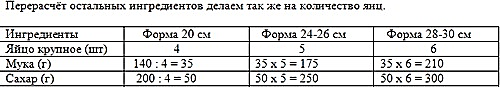 Перерасчёт остальных ингредиентов делаем так же на количество яиц.
Ингредиенты Форма 20 см Форма 24-26 см Форма 28-30 см
Яйцо крупное (шт) 4 5 6
Мука (г) 140 : 4 = 35 35 х 5 = 175 35 х 6 = 210
Сахар (г) 200 : 4 = 50 50 х 5 = 250 50 х 6 = 300